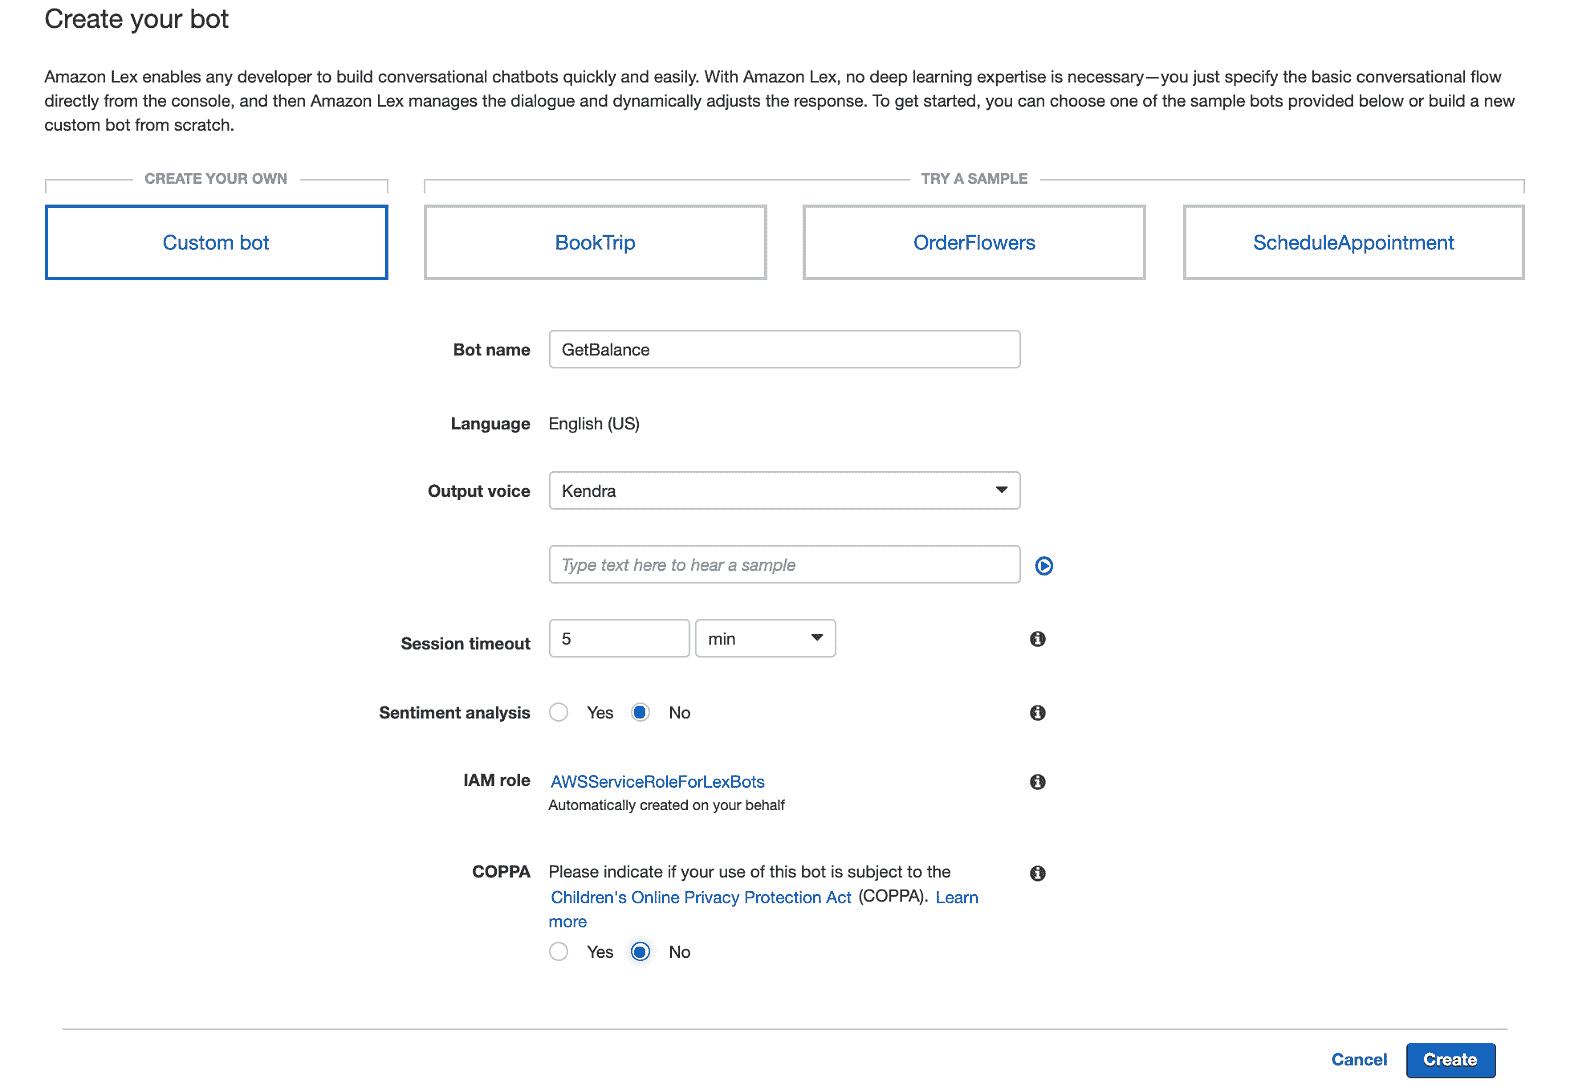 Create your bot
Amazon Lex enables any developer to build conversational chatbots quickly and easily. With Amazon Lex, no deep learning expertise is necessary—you just specify the basic conversational flow
directly from the console, and then Amazon Lex manages the dialogue and dynamically adjusts the response. To get started, you can choose one of the sample bots provided below or build a new
custom bot from scratch.
CREATE YOUR OWN
TRY A SAMPLE
Custom bot
BookTrip
OrderFlowers
ScheduleAppointment
Bot name GetBalance
Language English (US)
Output voice Kendra
Type text here to hear a sample
Session timeout 5 min
Sentiment analysis Yes No
IAM role AWSServiceRoleForLexBots
Automatically created on your behalf
COPPA Please indicate if your use of this bot is subject to the
Children's Online Privacy Protection Act (COPPA). Learn
more
Yes No
Cancel Create